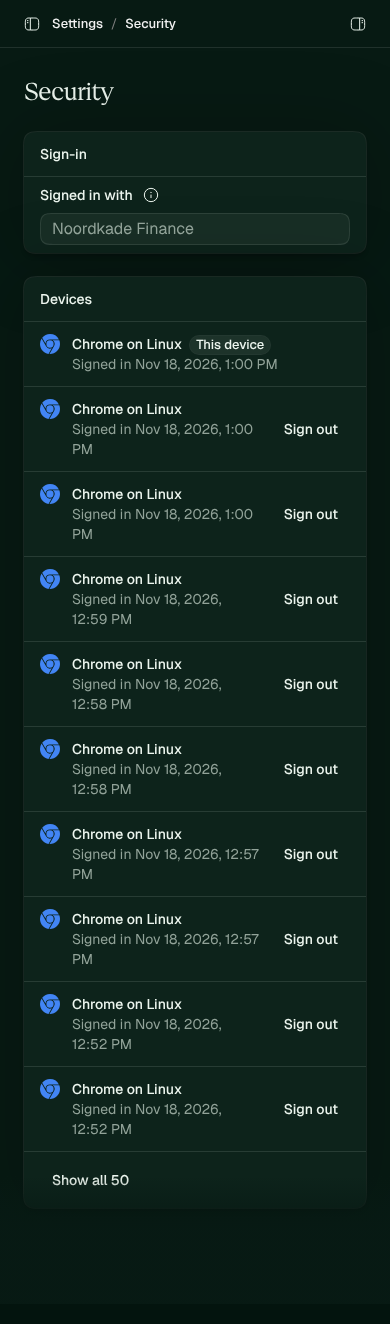 Settings / Security
Security
Sign-in
Signed in with
Noordkade Finance
Devices
Chrome on Linux This device
Signed in Nov 18, 2026, 1:00 PM
Chrome on Linux
Signed in Nov 18, 2026, 1:00
PM
Sign out
Chrome on Linux
Signed in Nov 18, 2026, 1:00
PM
Sign out
Chrome on Linux
Signed in Nov 18, 2026,
12:59 PM
Sign out
Chrome on Linux
Signed in Nov 18, 2026,
12:58 PM
Sign out
Chrome on Linux
Signed in Nov 18, 2026,
12:58 PM
Sign out
Chrome on Linux
Signed in Nov 18, 2026, 12:57
PM
Sign out
Chrome on Linux
Signed in Nov 18, 2026, 12:57
PM
Sign out
Chrome on Linux
Signed in Nov 18, 2026,
12:52 PM
Sign out
Chrome on Linux
Signed in Nov 18, 2026,
12:52 PM
Sign out
Show all 50